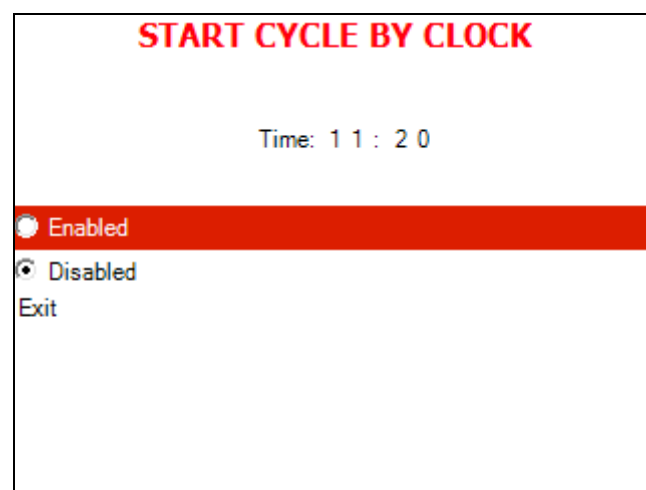 START CYCLE BY CLOCK
Time: 1 1 : 2 0
Enabled
Disabled
Exit